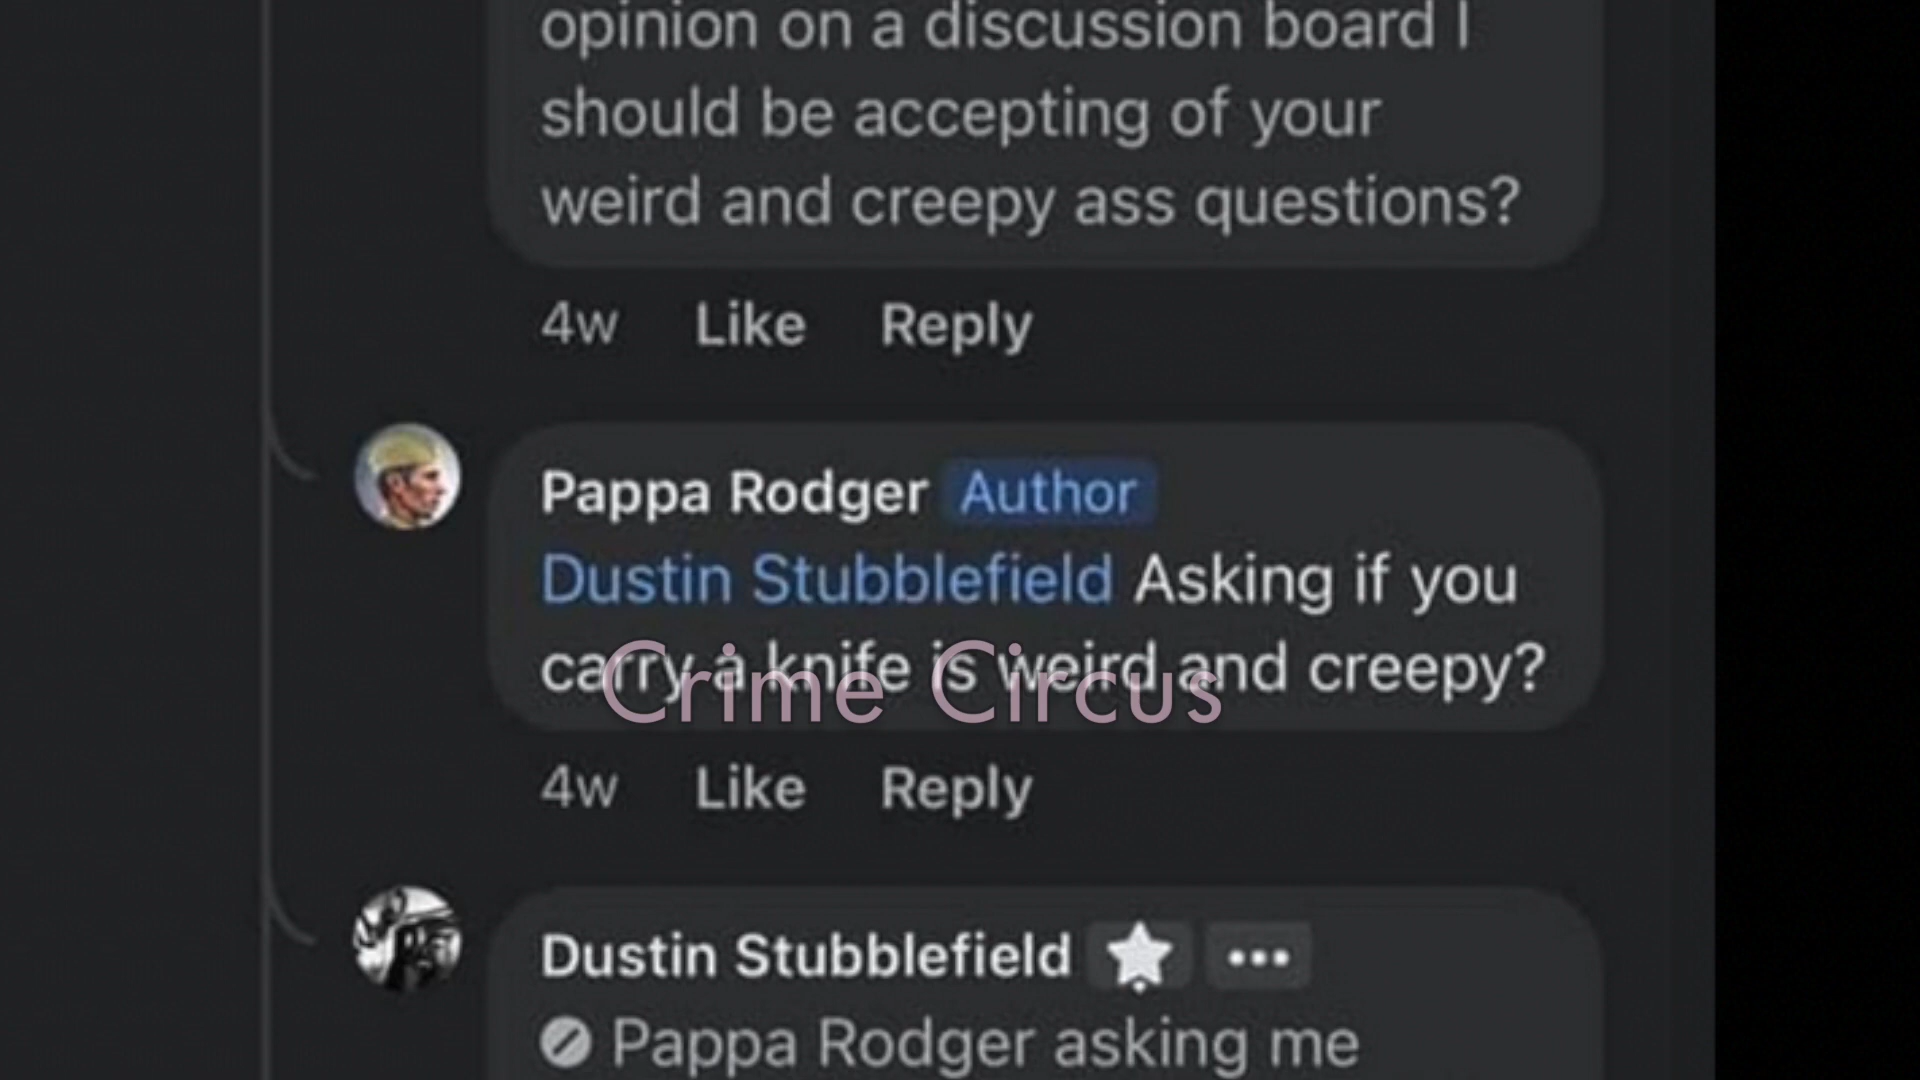 opinion on a discussion board I
should be accepting of your
weird and creepy ass questions?
4w Like Reply
Pappa Rodger Author
Dustin Stubblefield Asking if you
carry a knife is weird and creepy?
Crime Circus
4w Like Reply
Dustin Stubblefield
Pappa Rodger asking me